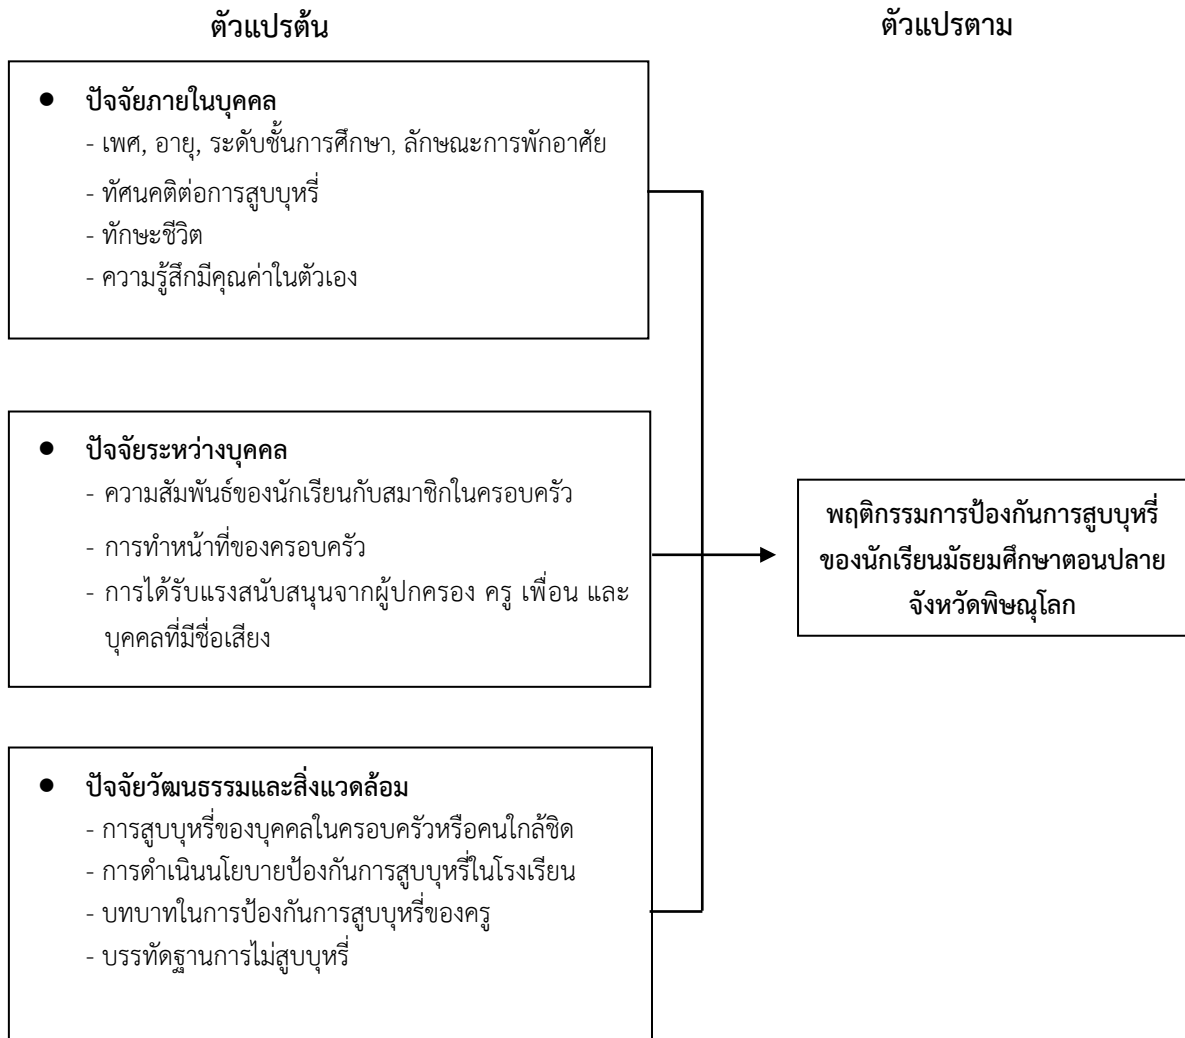 ตัวแปรต้น
ตัวแปรตาม
● ปัจจัยภายในบุคคล
- เพศ, อายุ, ระดับชั้นการศึกษา, ลักษณะการพักอาศัย
- ทัศนคติต่อการสูบบุหรี่
- ทักษะชีวิต
- ความรู้สึกมีคุณค่าในตัวเอง
● ปัจจัยระหว่างบุคคล
- ความสัมพันธ์ของนักเรียนกับสมาชิกในครอบครัว
- การทำหน้าที่ของครอบครัว
- การได้รับแรงสนับสนุนจากผู้ปกครอง ครู เพื่อน และ
บุคคลที่มีชื่อเสียง
● ปัจจัยวัฒนธรรมและสิ่งแวดล้อม
- การสูบบุหรี่ของบุคคลในครอบครัวหรือคนใกล้ชิด
- การดำเนินนโยบายป้องกันการสูบบุหรี่ในโรงเรียน
- บทบาทในการป้องกันการสูบบุหรี่ของครู
- บรรทัดฐานการไม่สูบบุหรี่
พฤติกรรมการป้องกันการสูบบุหรี่
ของนักเรียนมัธยมศึกษาตอนปลาย
จังหวัดพิษณุโลก